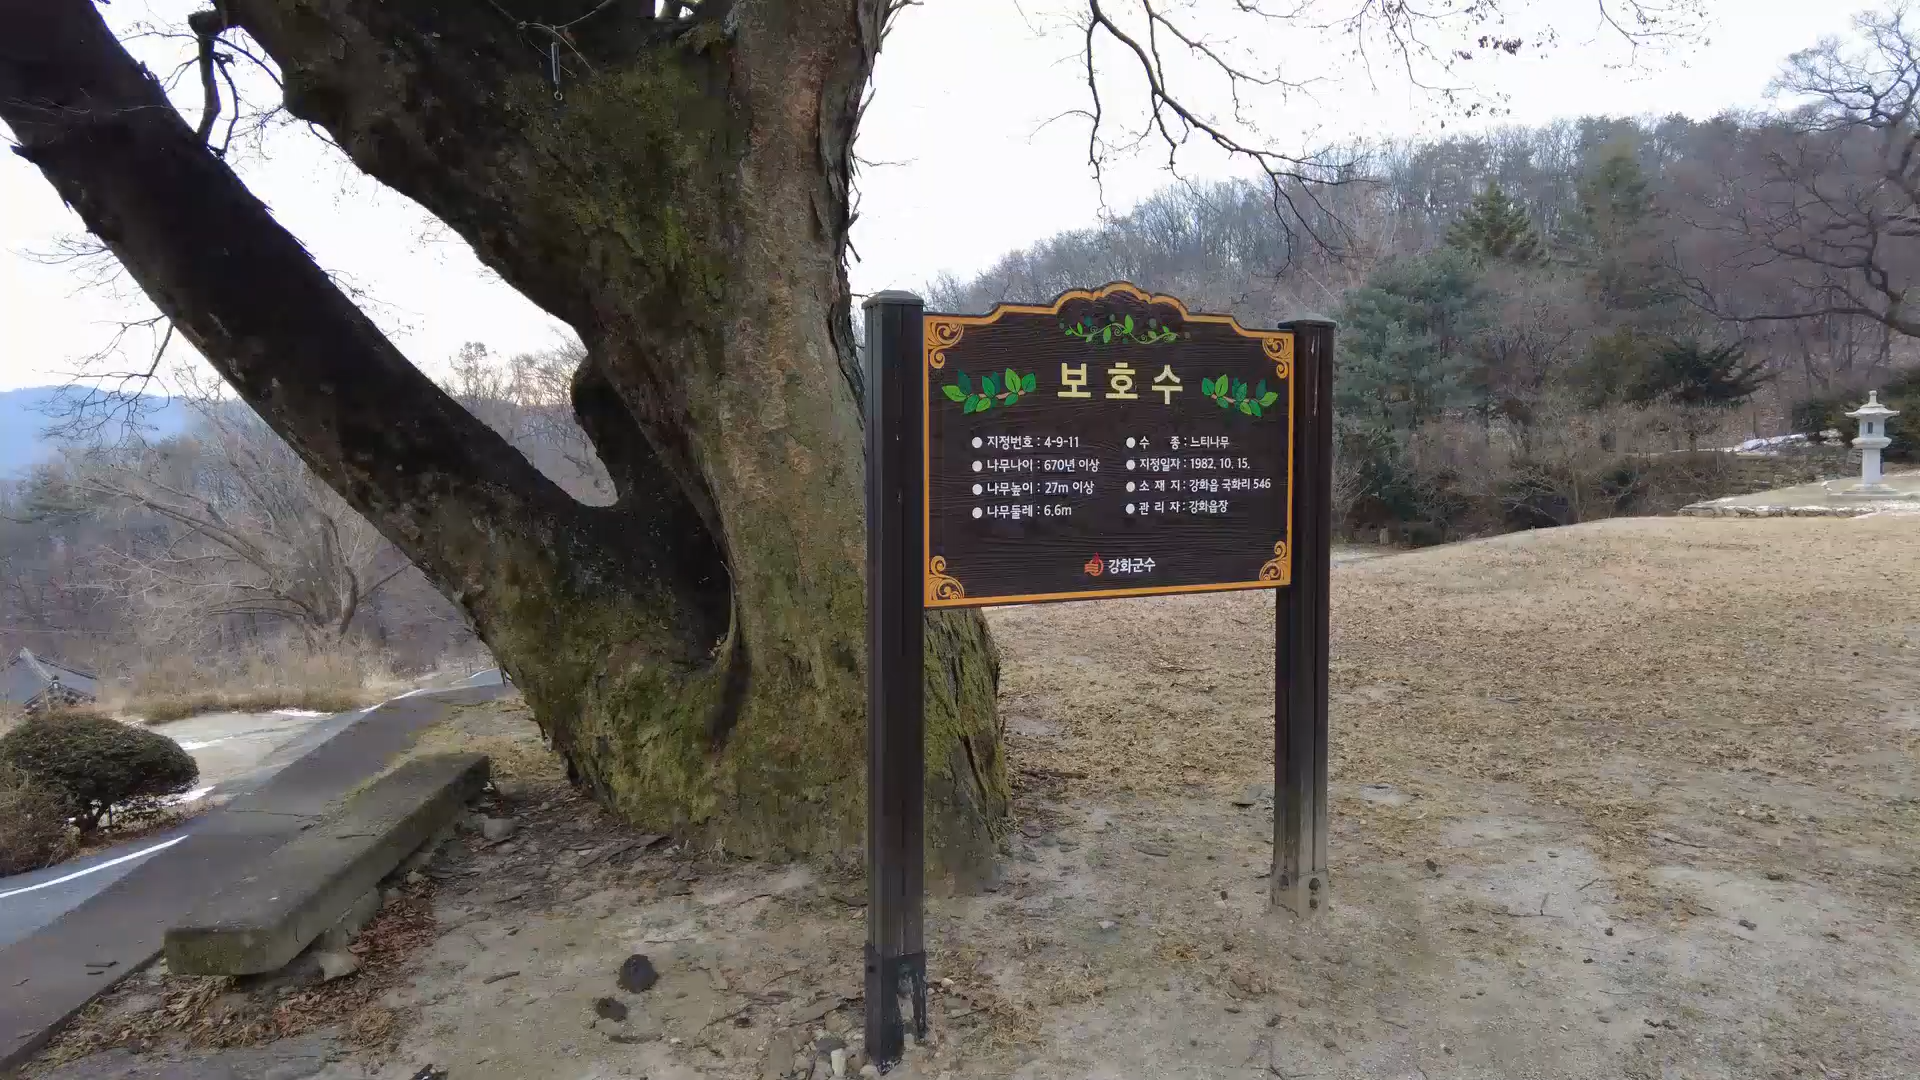 보호수
● 지정번호 : 4-9-11
● 나무나이 : 670년 이상
● 나무높이 : 27m 이상
● 나무둘레 : 6.6m
● 수 종 : 느티나무
● 지정일자 : 1982. 10. 15.
● 소 재 지 : 강화읍 국화리 546
● 관 리 자 : 강화읍장
강화군수